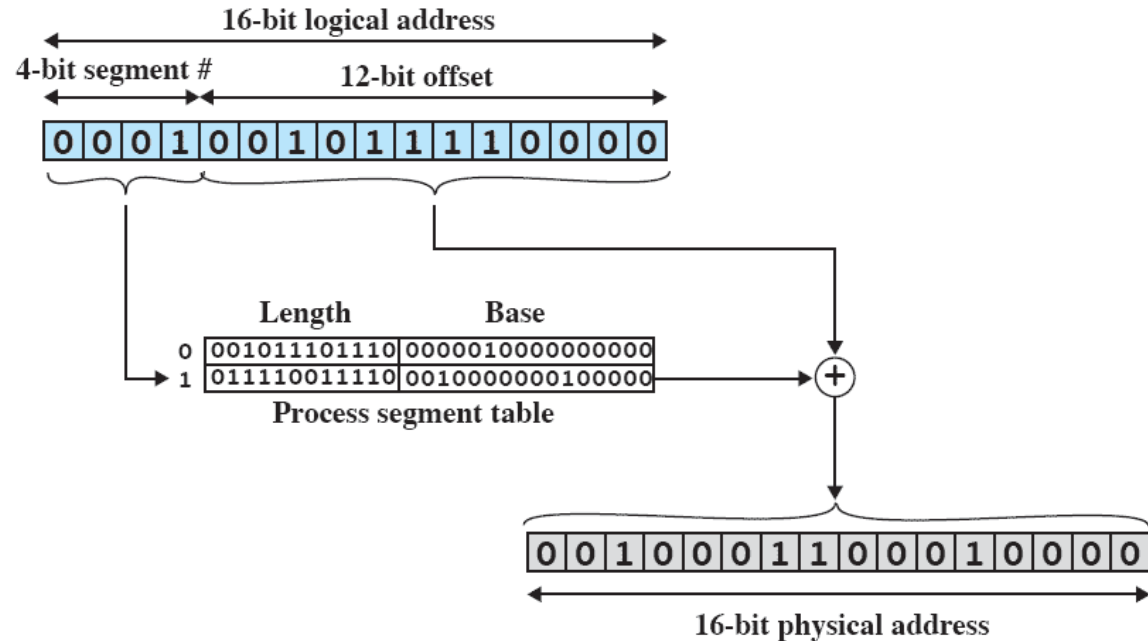 16-bit logical address
4-bit segment # 12-bit offset
0 0 0 1 0 0 1 0 1 1 1 1 0 0 0 0
Length Base
0 001011101110 0000010000000000
1 011110011110 0010000000100000
+
Process segment table
0 0 1 0 0 0 1 1 0 0 0 1 0 0 0 0
16-bit physical address